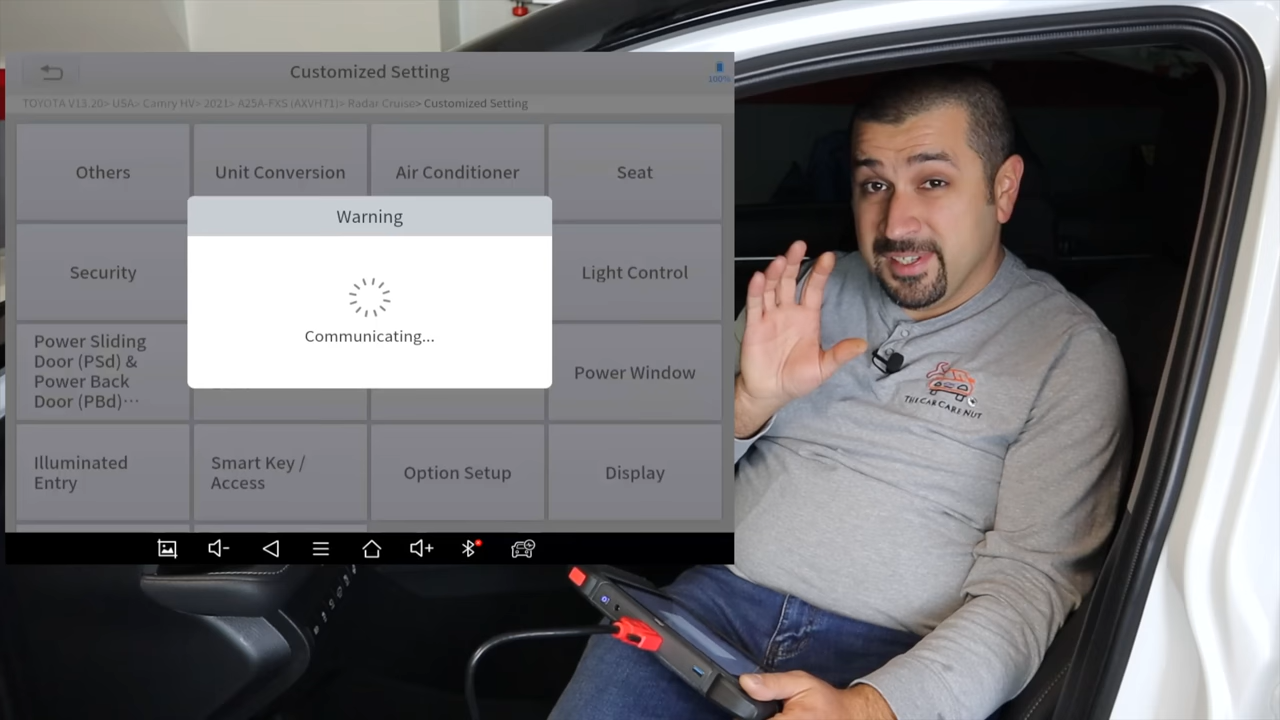 Customized Setting
100%
TOYOTA V13.20> USA> Camry HV> 2021> A25A-FXS (AXVH71)> Radar Cruise> Customized Setting
Others
Unit Conversion
Air Conditioner
Seat
Warning
Security
Light Control
Communicating...
Power Sliding
Door (PSd) &
Power Back
Door (PBd)···
Power Window
Illuminated
Entry
Smart Key /
Access
Option Setup
Display
THE CAR CARE NUT